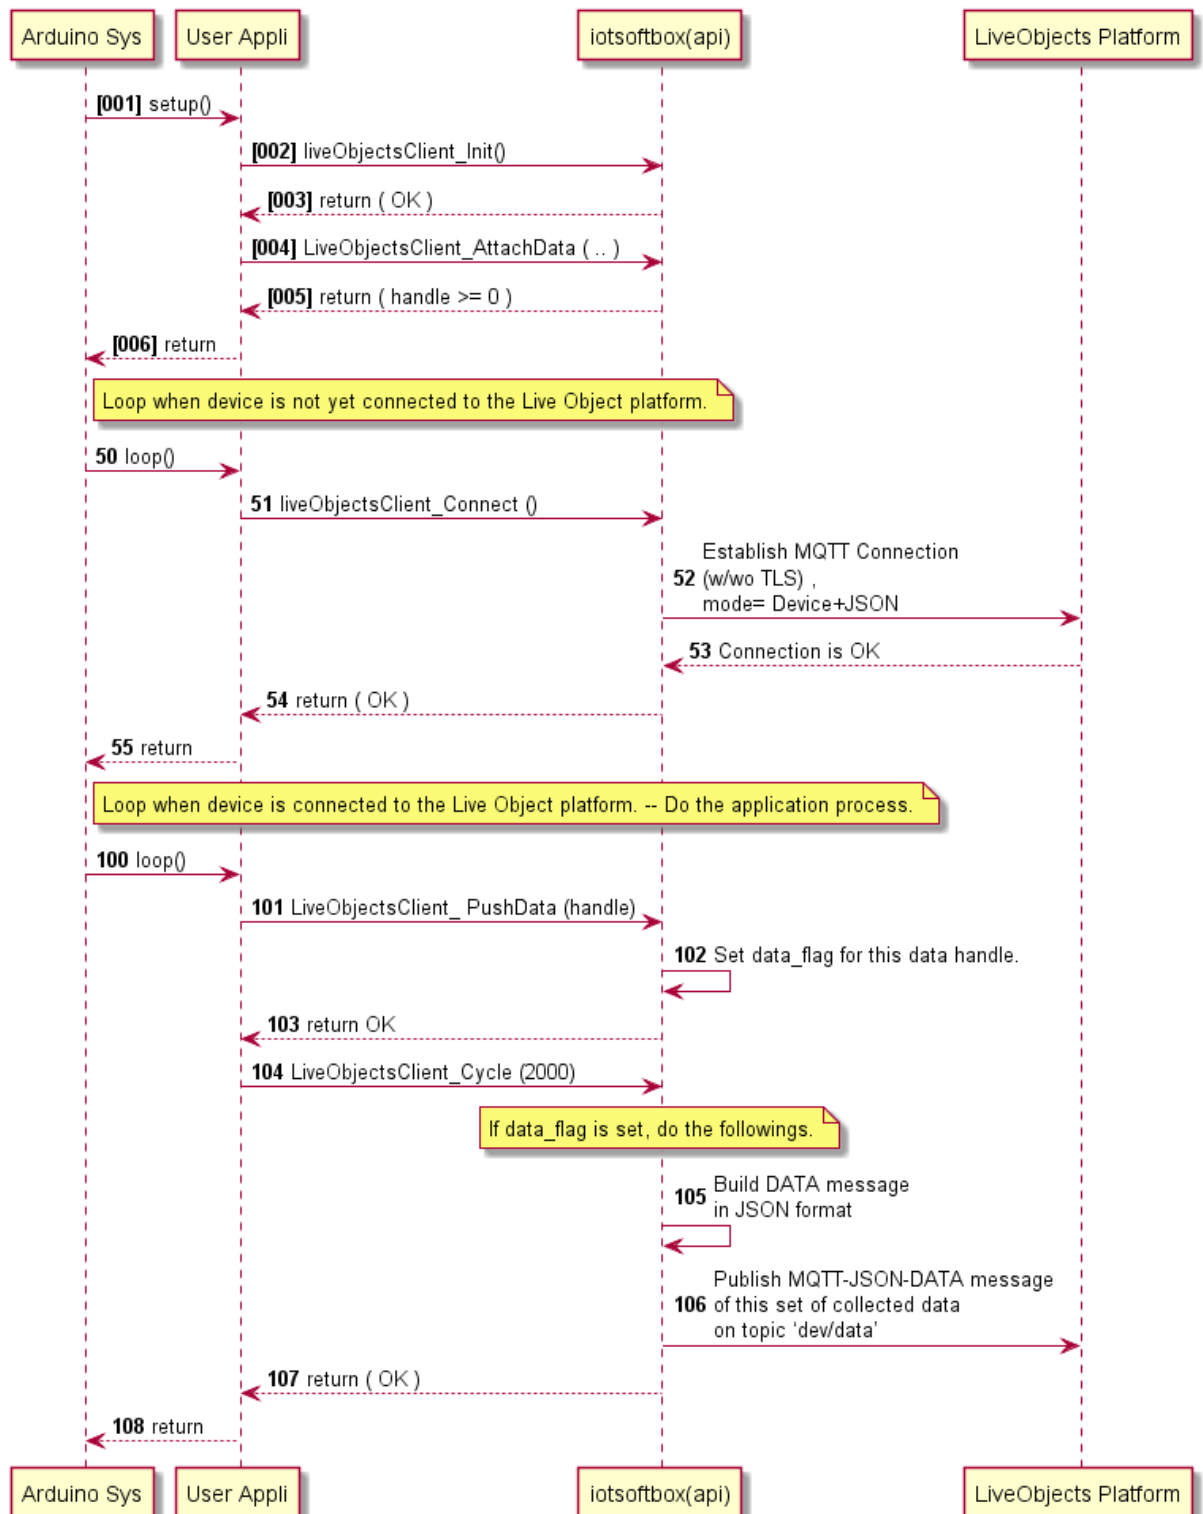 Arduino Sys
User Appli
iotsoftbox(api)
LiveObjects Platform
[001] setup()
[002] liveObjectsClient_Init()
[003] return ( OK )
[004] LiveObjectsClient_AttachData ( .. )
[005] return ( handle >= 0 )
[006] return
Loop when device is not yet connected to the Live Object platform.
50 loop()
51 liveObjectsClient_Connect ()
Establish MQTT Connection
52 (w/wo TLS) ,
mode= Device+JSON
53 Connection is OK
54 return ( OK )
55 return
Loop when device is connected to the Live Object platform. -- Do the application process.
100 loop()
101 LiveObjectsClient_ PushData (handle)
102 Set data_flag for this data handle.
103 return OK
104 LiveObjectsClient_Cycle (2000)
If data_flag is set, do the followings.
105 Build DATA message
in JSON format
Publish MQTT-JSON-DATA message
106 of this set of collected data
on topic ‘dev/data’
107 return ( OK )
108 return
Arduino Sys
User Appli
iotsoftbox(api)
LiveObjects Platform